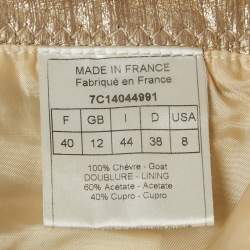 MADE IN FRANCE
Fabriqué en France
7C14044991
F GB I D USA
40 12 44 38 8
100% Chèvre - Goat
DOUBLURE - LINING
60% Acétate - Acetate
40% Cupro - Cupro